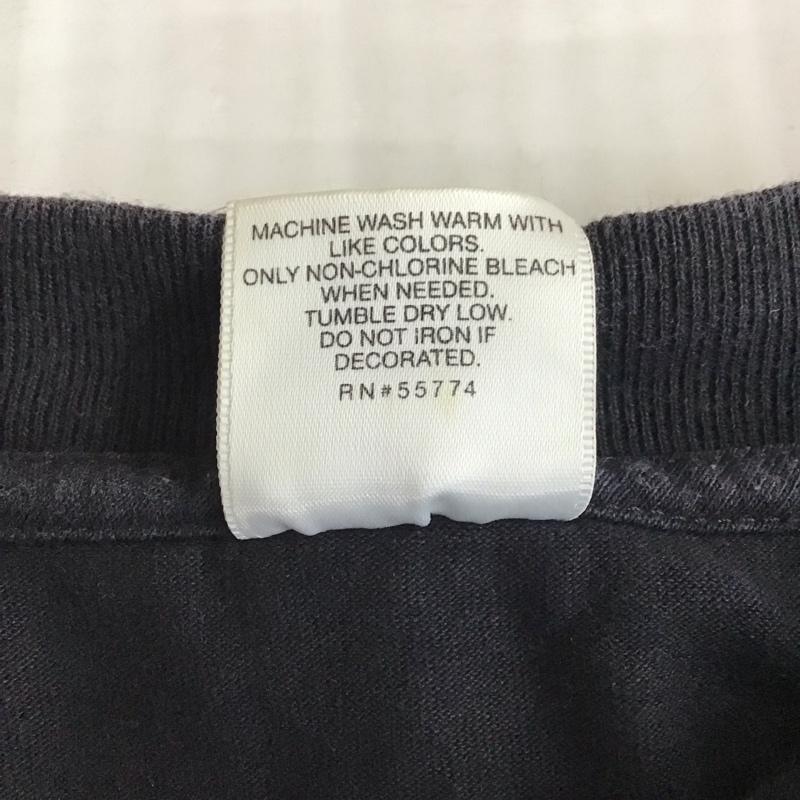 MACHINE WASH WARM WITH
LIKE COLORS.
ONLY NON-CHLORINE BLEACH
WHEN NEEDED.
TUMBLE DRY LOW.
DO NOT IRON IF
DECORATED.
RN#55774